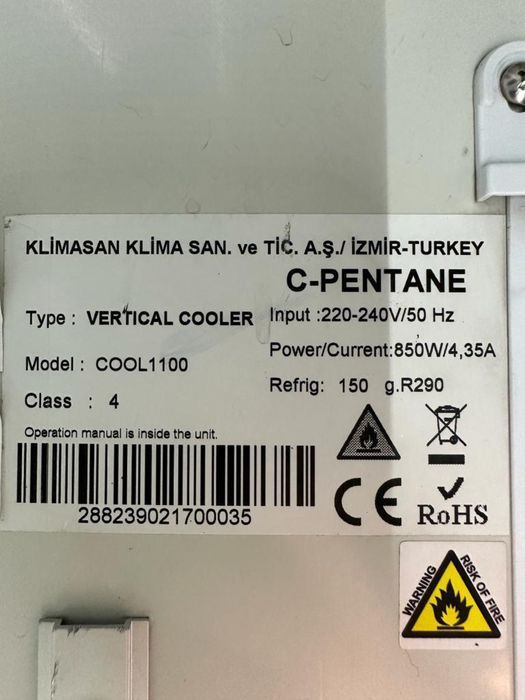 KLİMASAN KLİMA SAN. ve TİC. A.Ş./ İZMİR-TURKEY
C-PENTANE
Type : VERTICAL COOLER
Input :220-240V/50 Hz
Model : COOL1100
Power/Current:850W/4,35A
Class : 4
Refrig: 150 g.R290
Operation manual is inside the unit.
288239021700035
CE
RoHS
WARNING
RISK OF FIRE